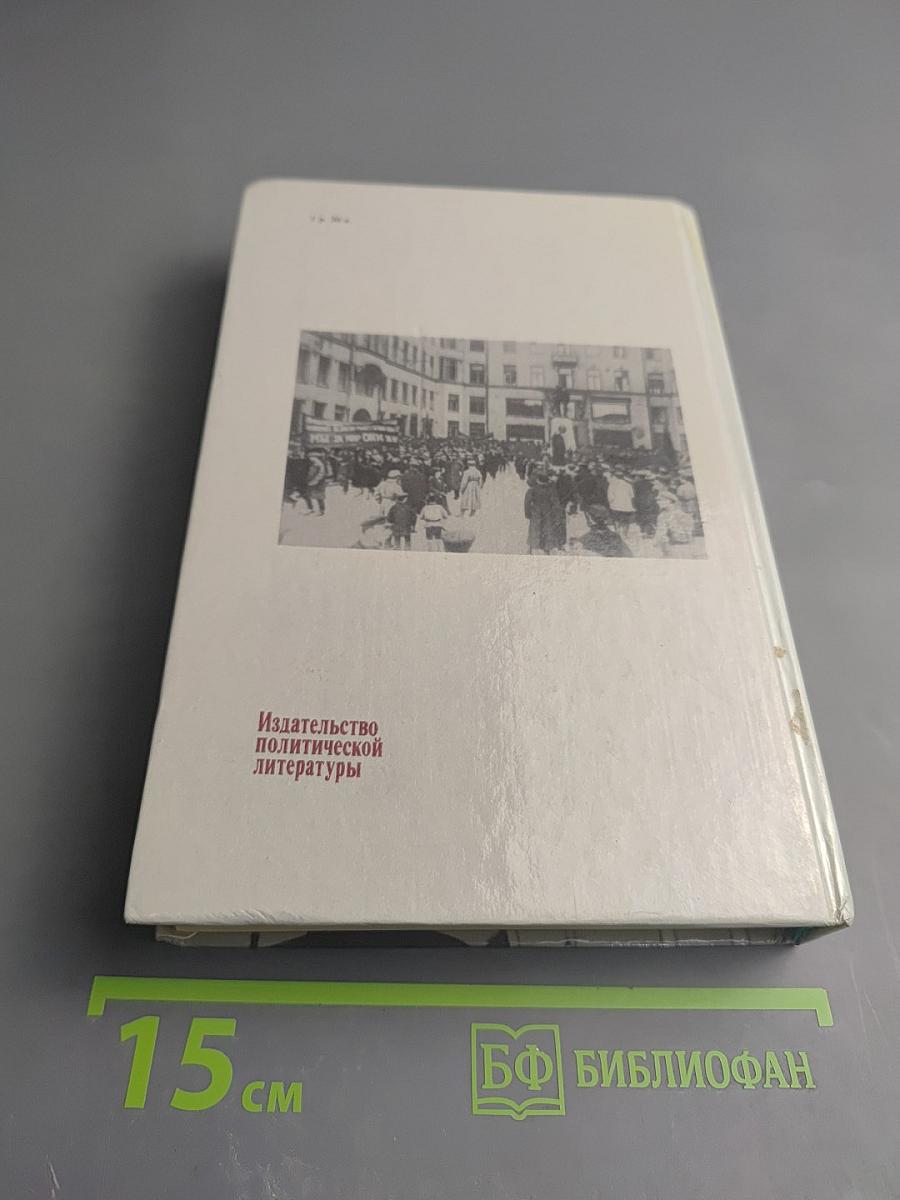 Издательство
политической
литературы
15 см
БФ БИБЛИОФАН